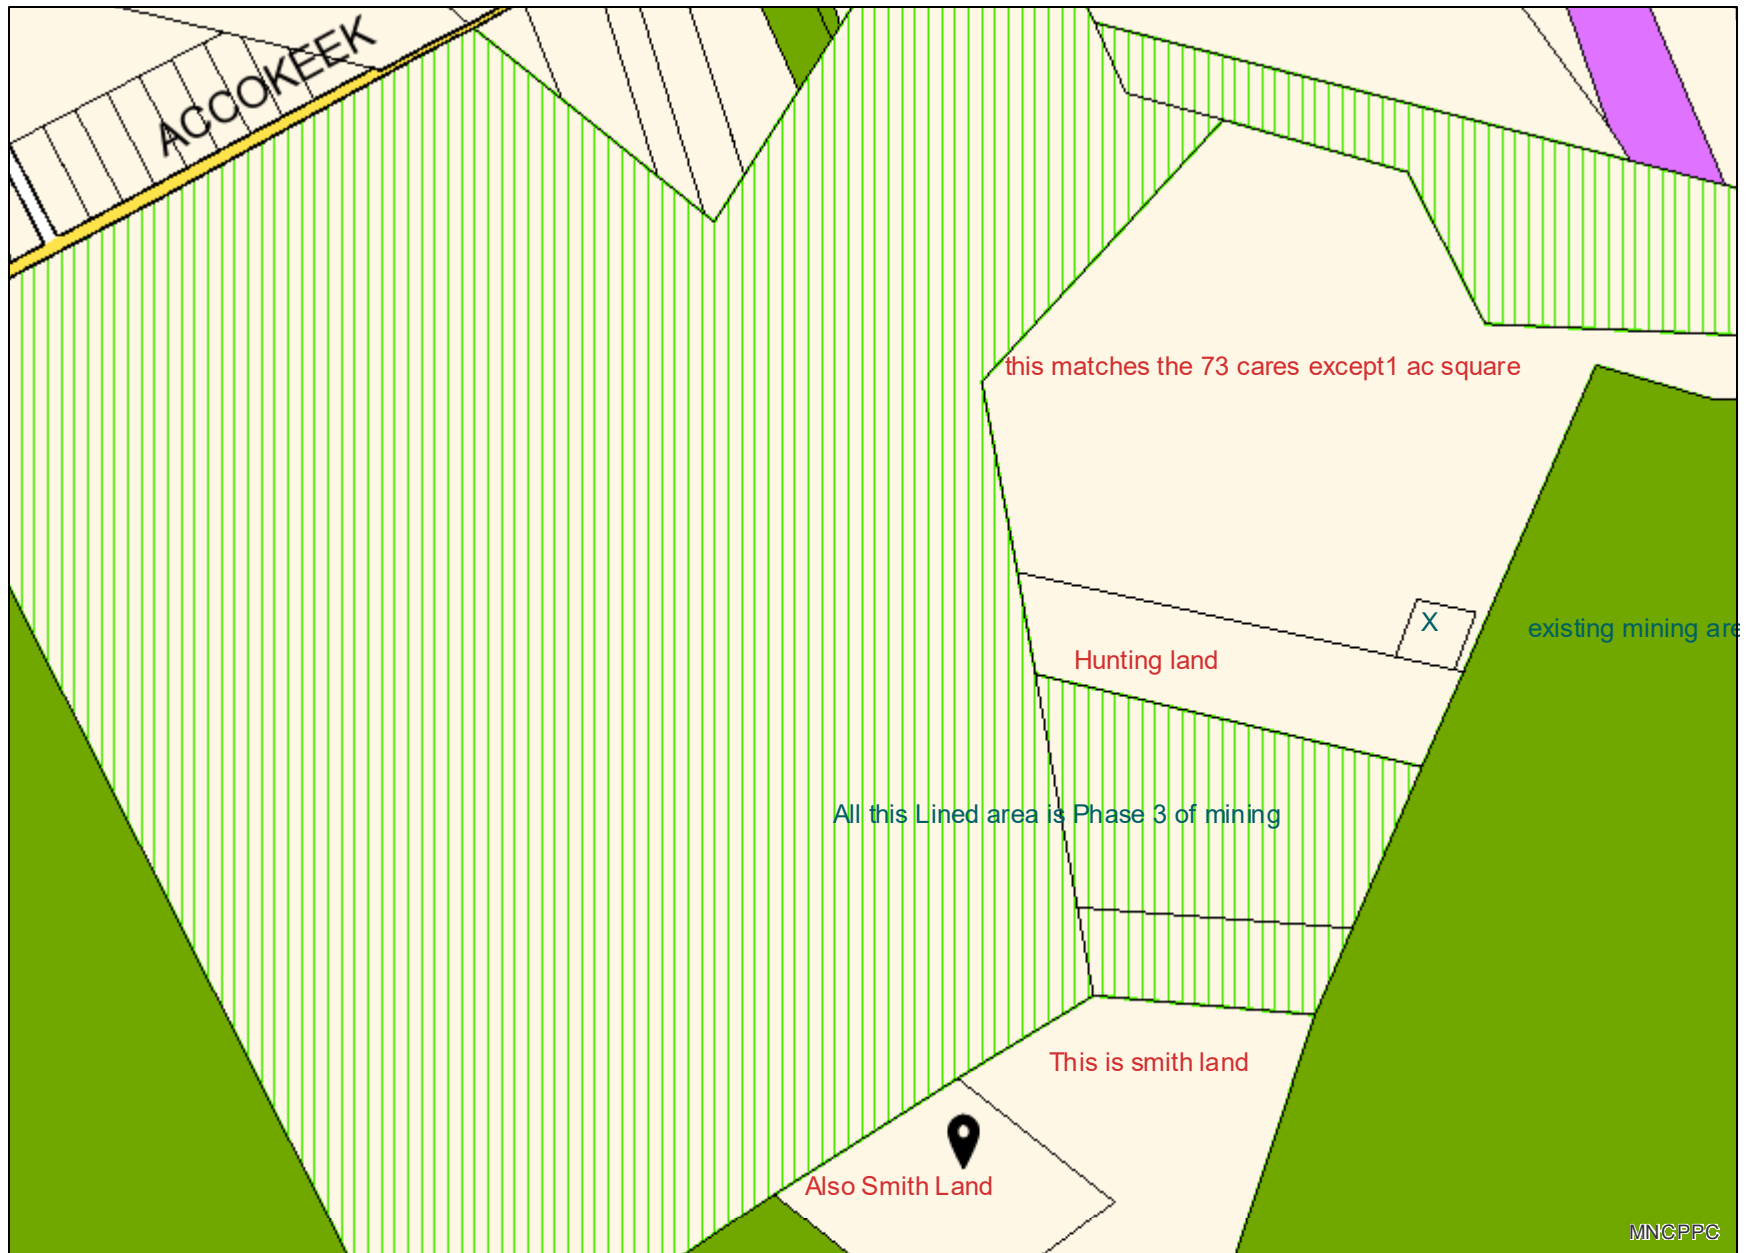 ACCOKEEK
this matches the 73 cares except1 ac square
X
existing mining are
Hunting land
All this Lined area is Phase 3 of mining
This is smith land
Also Smith Land
MNCPPC